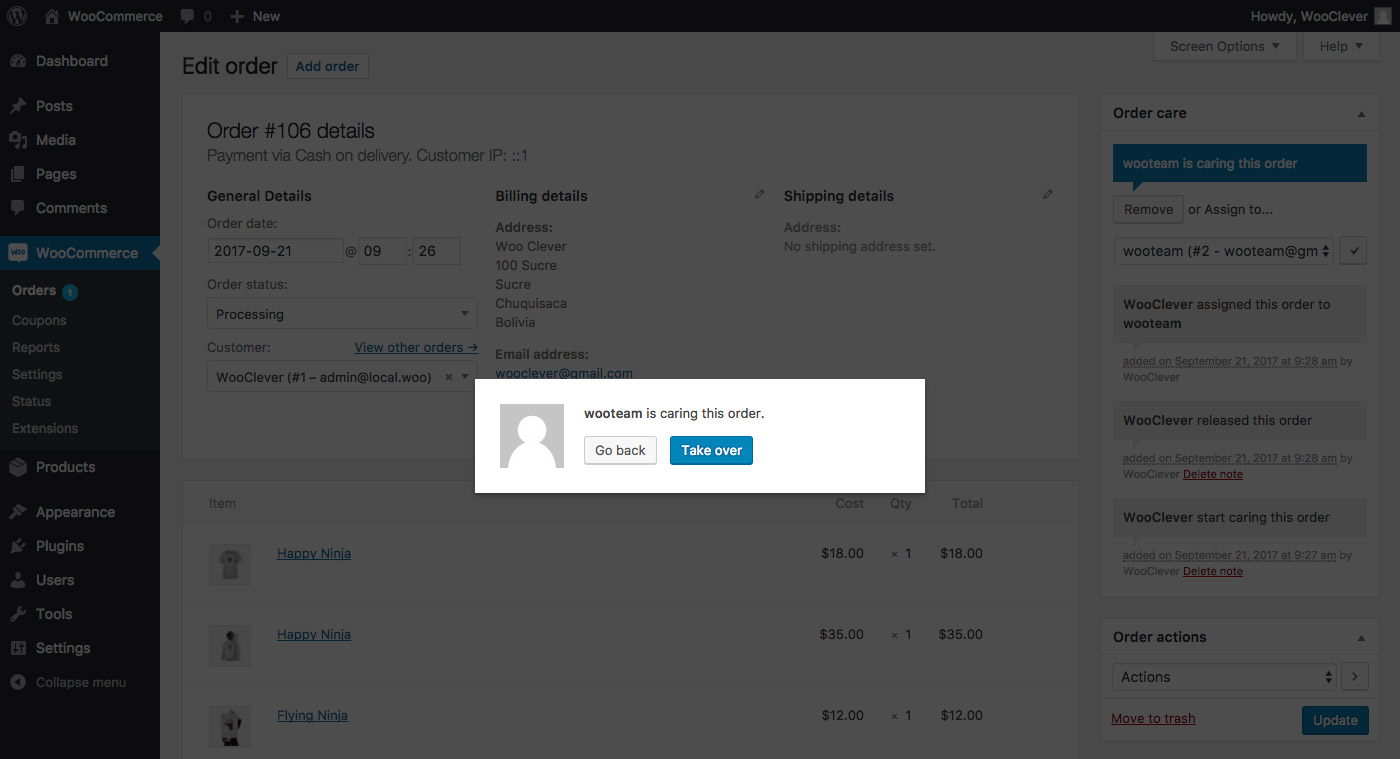 WooCommerce 0 New
Howdy, WooClever
Dashboard
Posts
Media
Pages
Comments
woo WooCommerce
Orders 1
Coupons
Reports
Settings
Status
Extensions
Products
Appearance
Plugins
Users
Tools
Settings
Collapse menu
Screen Options Help
Edit order Add order
Order #106 details
Payment via Cash on delivery. Customer IP: ::1
General Details
Order date:
2017-09-21 @ 09 : 26
Order status:
Processing
Customer: View other orders →
WooClever (#1 – admin@local.woo) ×
Billing details
Address:
Woo Clever
100 Sucre
Sucre
Chuquisaca
Bolivia
Email address:
wooclever@gmail.com
Shipping details
Address:
No shipping address set.
wooteam is caring this order.
Go back Take over
Item Cost Qty Total
Happy Ninja $18.00 × 1 $18.00
Happy Ninja $35.00 × 1 $35.00
Flying Ninja $12.00 × 1 $12.00
Order care
wooteam is caring this order
Remove or Assign to...
wooteam (#2 - wooteam@gm
WooClever assigned this order to
wooteam
added on September 21, 2017 at 9:28 am by
WooClever
WooClever released this order
added on September 21, 2017 at 9:28 am by
WooClever Delete note
WooClever start caring this order
added on September 21, 2017 at 9:27 am by
WooClever Delete note
Order actions
Actions
Move to trash Update